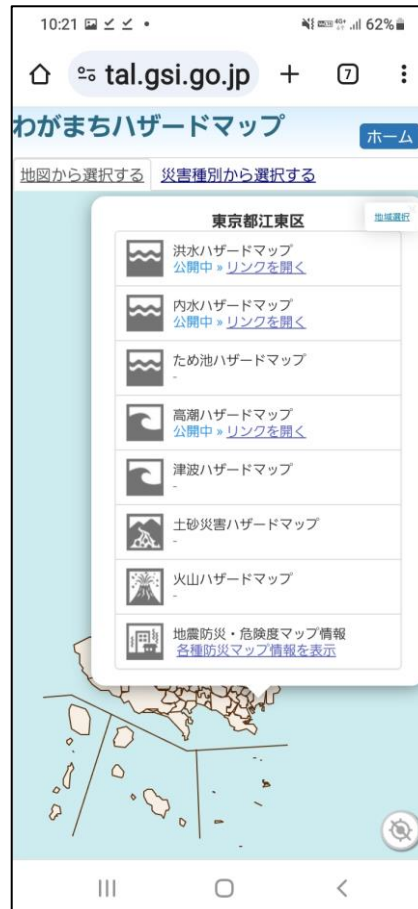 10:21
62%
tal.gsi.go.jp
7
わがまちハザードマップ
ホーム
地図から選択する 災害種別から選択する
東京都江東区
地域選択
洪水ハザードマップ
公開中 » リンクを開く
内水ハザードマップ
公開中 » リンクを開く
ため池ハザードマップ
-
高潮ハザードマップ
公開中 » リンクを開く
津波ハザードマップ
-
土砂災害ハザードマップ
-
火山ハザードマップ
-
地震防災・危険度マップ情報
各種防災マップ情報を表示